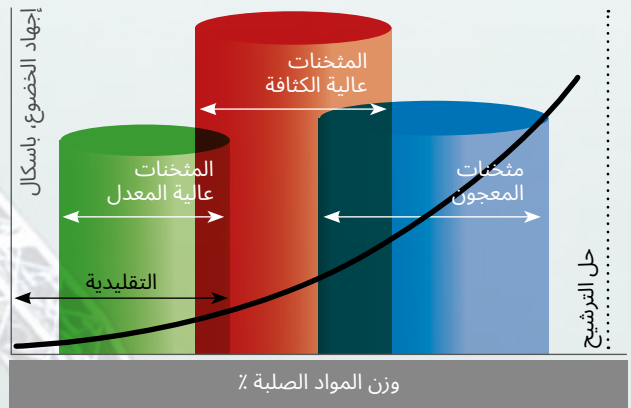 إجهاد الخضوع، باسكال
المثخنات
عالية الكثافة
المثخنات
عالية المعدل
مثخنات
المعجون
التقليدية
حل الترشيح
وزن المواد الصلبة ٪